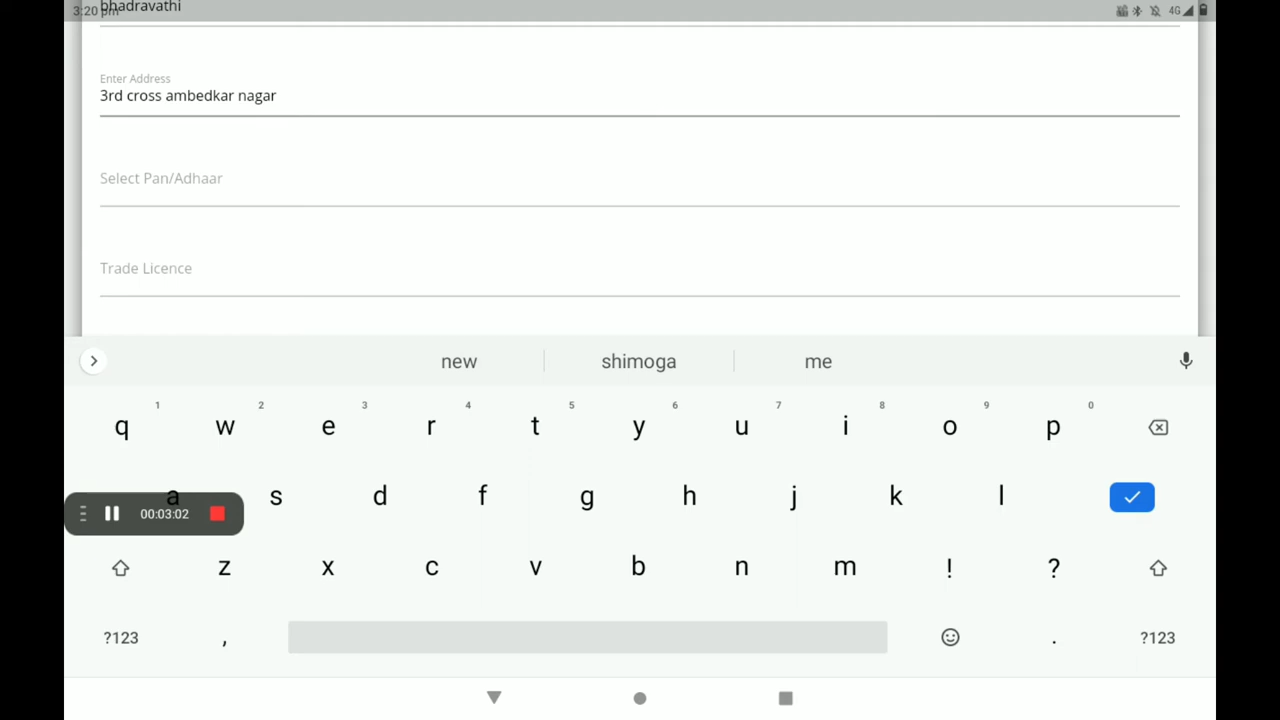 bhadravathi
3:20 pm
4G
Enter Address
3rd cross ambedkar nagar
Select Pan/Adhaar
Trade Licence
new shimoga me
1 2 3 4 5 6 7 8 9 0
q w e r t y u i o p
a s d f g h j k l
00:03:02
z x c v b n m ! ?
?123 , . ?123